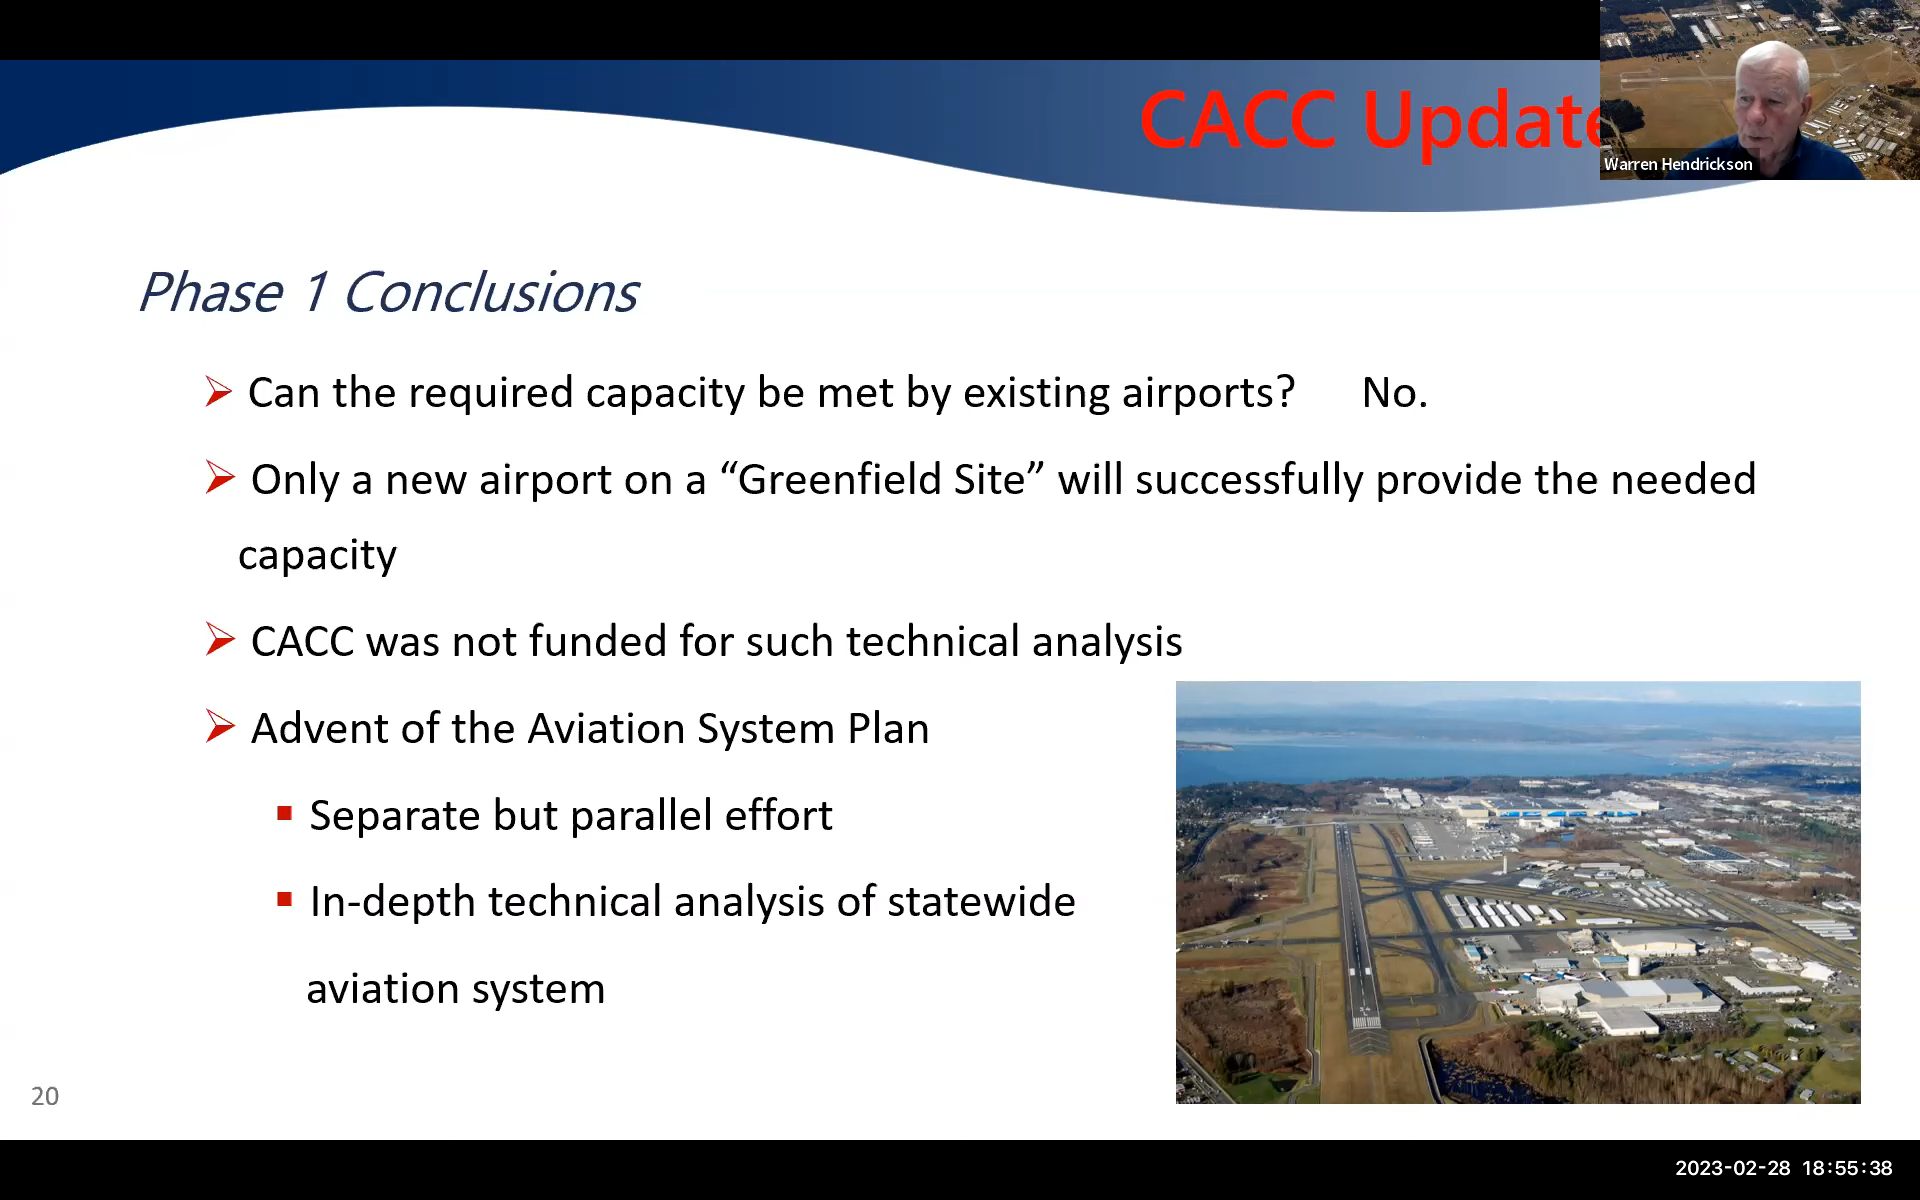 CACC Update
Warren Hendrickson
Phase 1 Conclusions
Can the required capacity be met by existing airports? No.
Only a new airport on a “Greenfield Site” will successfully provide the needed
capacity
CACC was not funded for such technical analysis
Advent of the Aviation System Plan
Separate but parallel effort
In-depth technical analysis of statewide
aviation system
20
2023-02-28 18:55:38